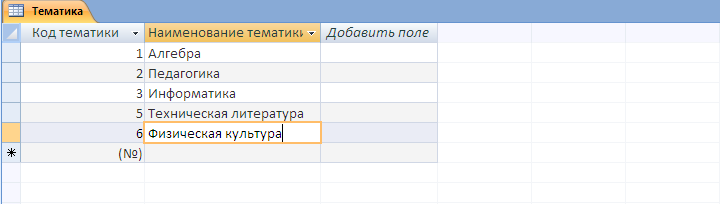 Тематика
Код тематики Наименование тематики Добавить поле
1 Алгебра
2 Педагогика
3 Информатика
5 Техническая литература
6 Физическая культура
(№)